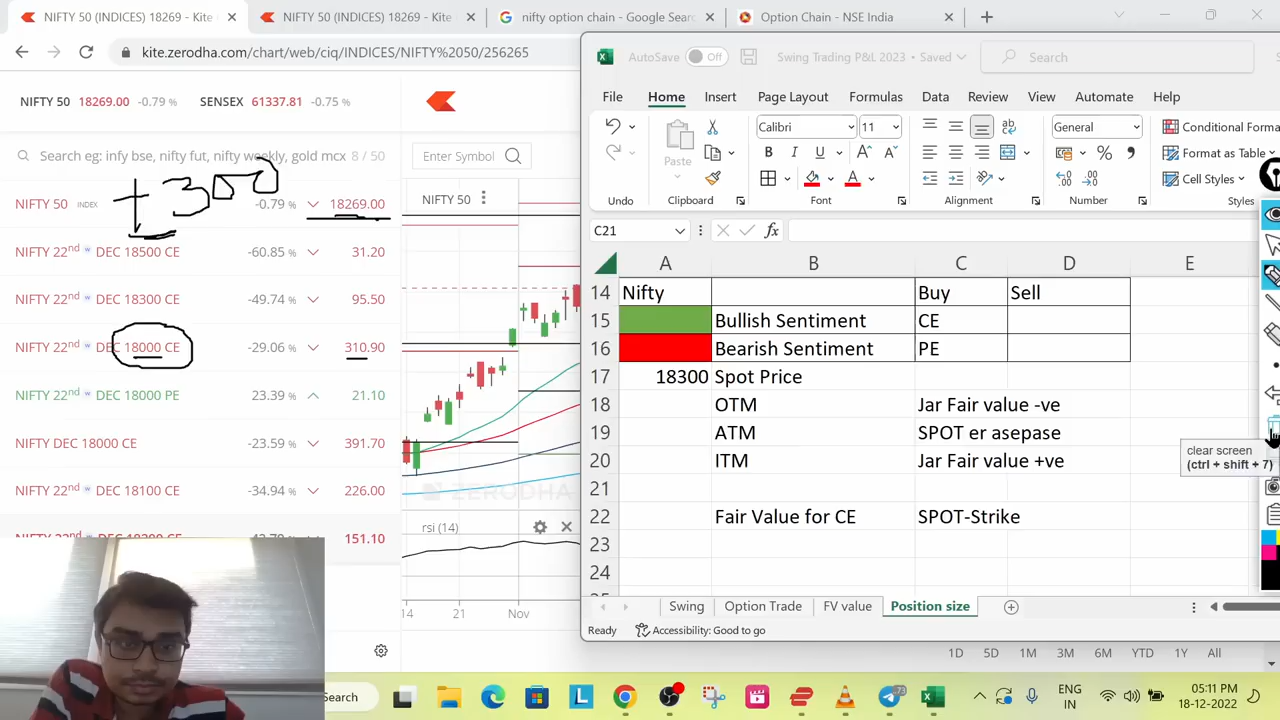 NIFTY 50 (INDICES) 18269 - Kite
NIFTY 50 (INDICES) 18269 - Kite
nifty option chain - Google Sear
Option Chain - NSE India
kite.zerodha.com/chart/web/ciq/INDICES/NIFTY%2050/256265
AutoSave Off Swing Trading P&L 2023 • Saved Search
File Home Insert Page Layout Formulas Data Review View Automate Help
NIFTY 50 18269.00 -0.79 % SENSEX 61337.81 -0.75 %
Search eg: infy bse, nifty fut, nifty weekly, gold mcx 8 / 50
Enter Symbol
+300
NIFTY 50 INDEX -0.79 % 18269.00
NIFTY 22nd w DEC 18500 CE -60.85 % 31.20
NIFTY 22nd w DEC 18300 CE -49.74 % 95.50
NIFTY 22nd w DEC 18000 CE -29.06 % 310.90
NIFTY 22nd w DEC 18000 PE 23.39 % 21.10
NIFTY DEC 18000 CE -23.59 % 391.70
NIFTY 22nd w DEC 18100 CE -34.94 % 226.00
151.10
NIFTY 50
ZERODHA
rsi (14)
14 21 Nov
Calibri 11 General Conditional Forma
Paste B I U Format as Table
Cell Styles
Undo Clipboard Font Alignment Number Styles
C21 fx
A B C D E
14 Nifty Buy Sell
15 Bullish Sentiment CE
16 Bearish Sentiment PE
17 18300 Spot Price
18 OTM Jar Fair value -ve
19 ATM SPOT er asepase
20 ITM Jar Fair value +ve
21
22 Fair Value for CE SPOT-Strike
23
24
clear screen
(ctrl + shift + 7)
Swing Option Trade FV value Position size
Ready Accessibility: Good to go
1D 5D 1M 3M 6M YTD 1Y All
Search
73
ENG
IN
05:11 PM
18-12-2022